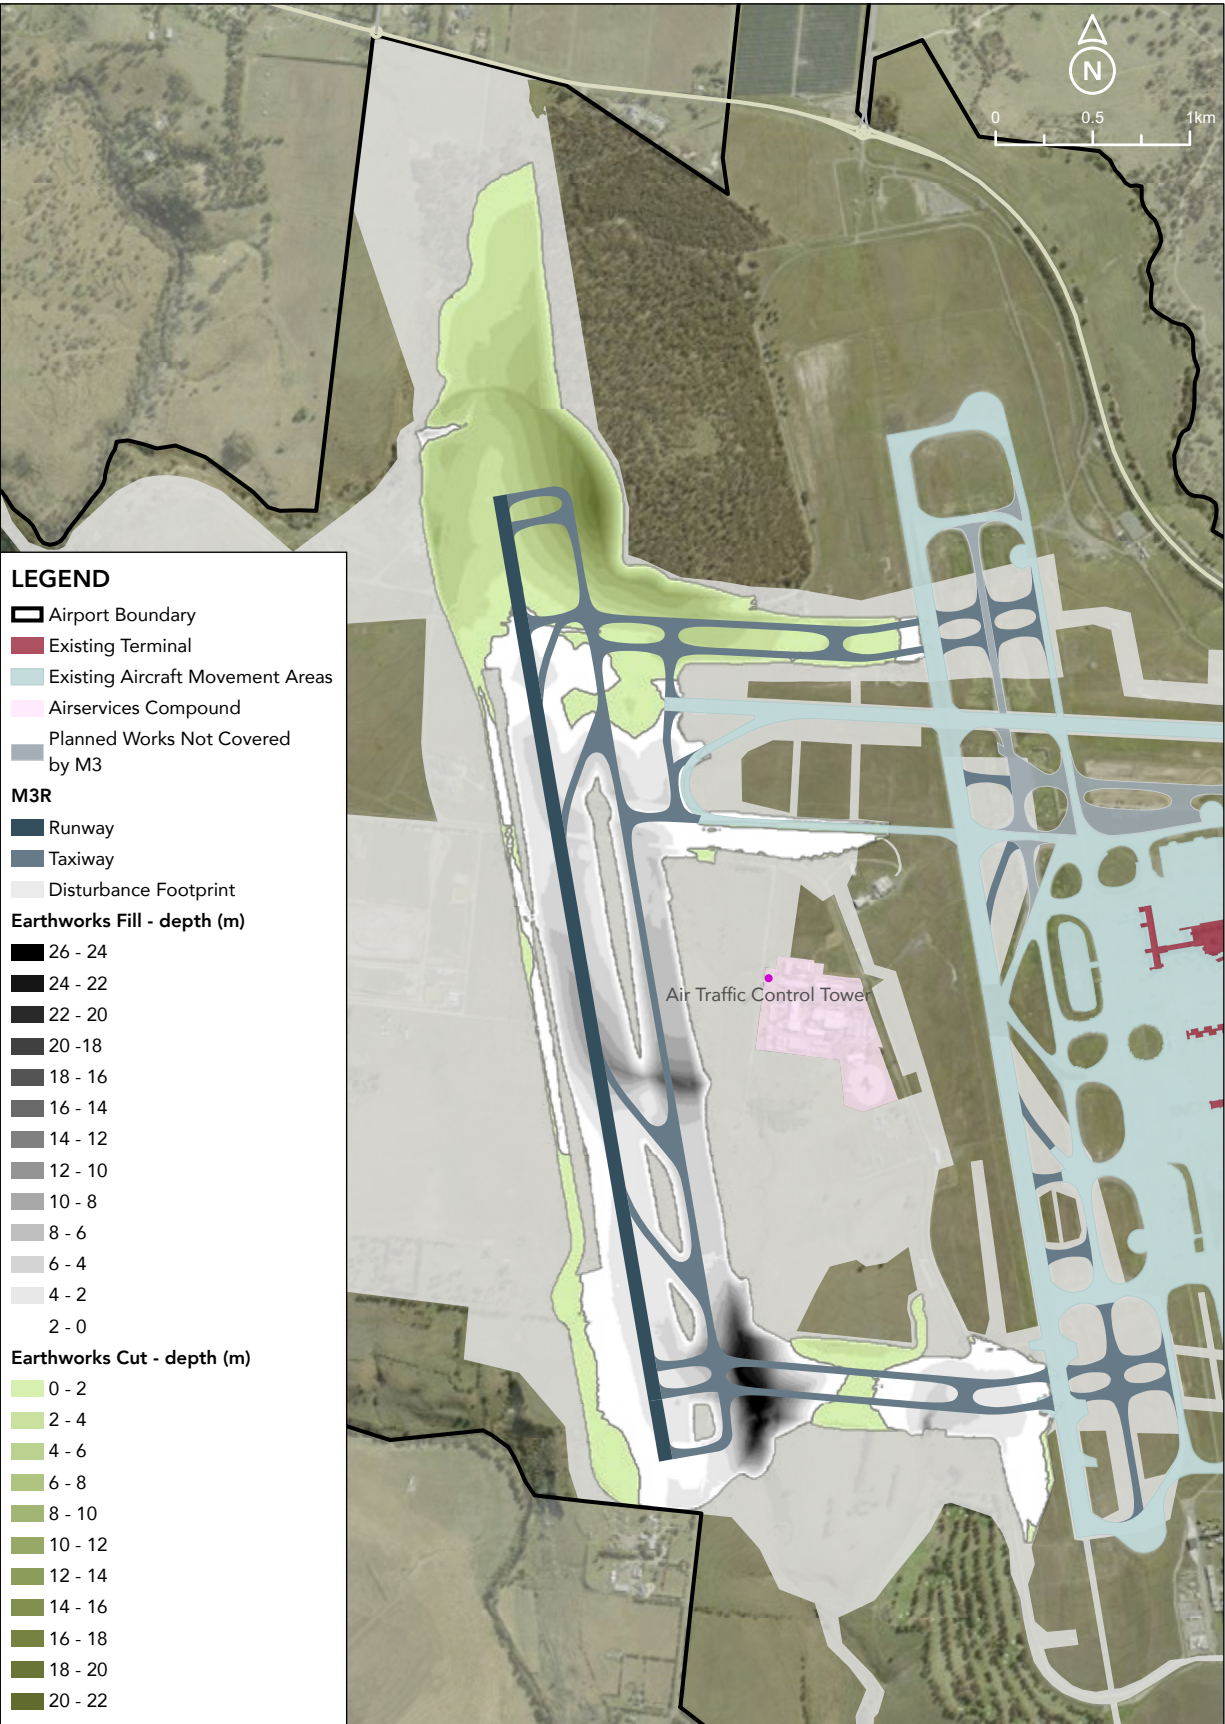 N
0 0.5 1km
LEGEND
Airport Boundary
Existing Terminal
Existing Aircraft Movement Areas
Airservices Compound
Planned Works Not Covered
by M3
M3R
Runway
Taxiway
Disturbance Footprint
Earthworks Fill - depth (m)
26 - 24
24 - 22
22 - 20
20 -18
18 - 16
16 - 14
14 - 12
12 - 10
10 - 8
8 - 6
6 - 4
4 - 2
2 - 0
Earthworks Cut - depth (m)
0 - 2
2 - 4
4 - 6
6 - 8
8 - 10
10 - 12
12 - 14
14 - 16
16 - 18
18 - 20
20 - 22
Air Traffic Control Tower